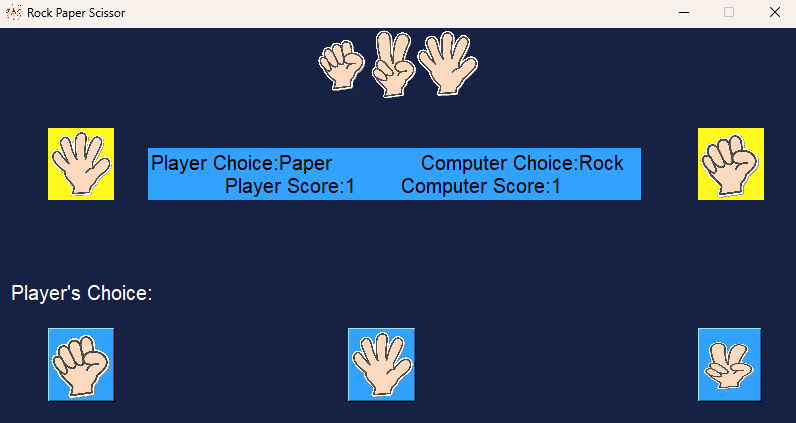 Rock Paper Scissor
Player Choice:Paper Computer Choice:Rock
Player Score:1 Computer Score:1
Player's Choice: